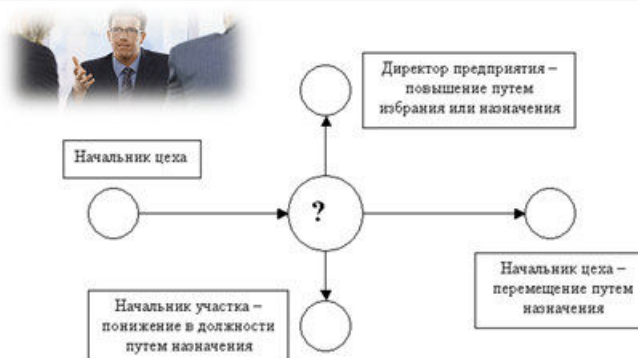 Директор предприятия –
повышение путем
избрания или назначения
Начальник цеха
?
Начальник цеха –
перемещение путем
назначения
Начальник участка –
понижение в должности
путем назначения